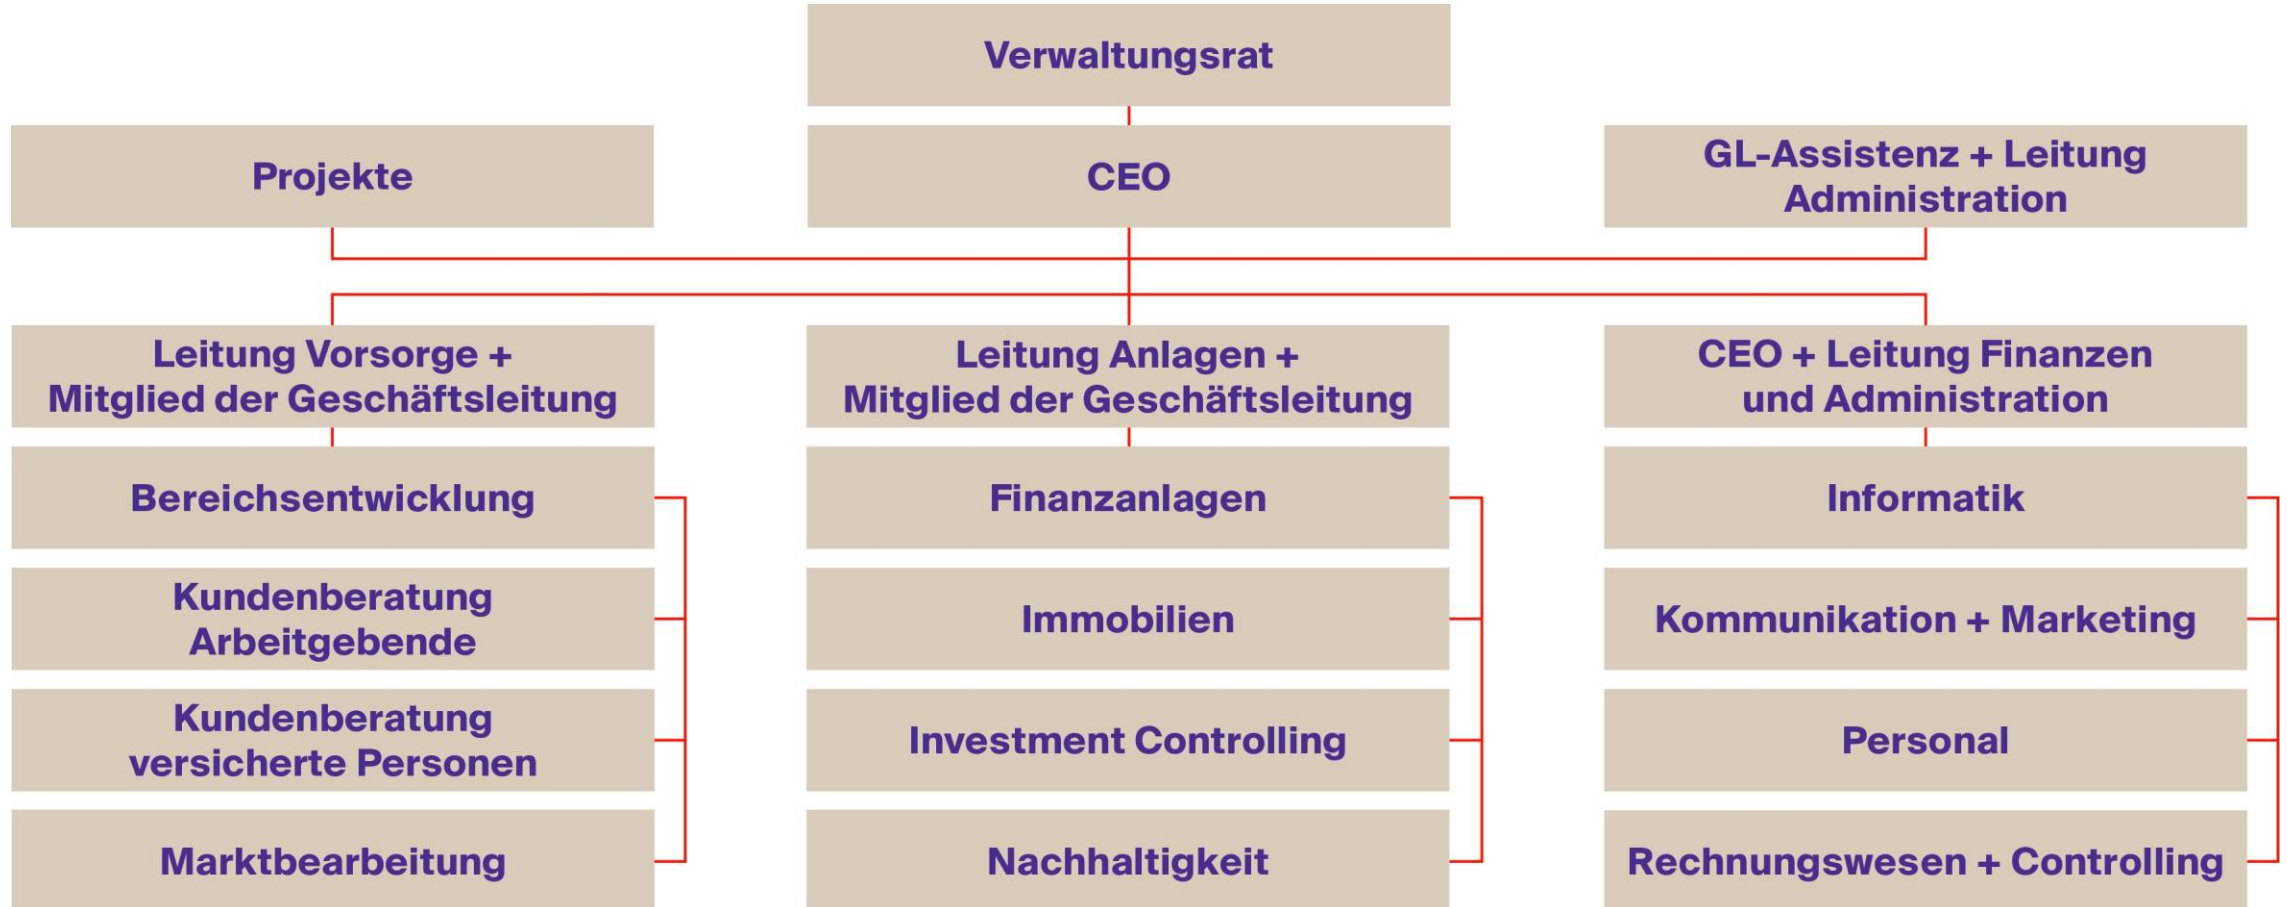 Verwaltungsrat
Projekte
CEO
GL-Assistenz + Leitung
Administration
Leitung Vorsorge +
Mitglied der Geschäftsleitung
Leitung Anlagen +
Mitglied der Geschäftsleitung
CEO + Leitung Finanzen
und Administration
Bereichsentwicklung
Finanzanlagen
Informatik
Kundenberatung
Arbeitgebende
Immobilien
Kommunikation + Marketing
Kundenberatung
versicherte Personen
Investment Controlling
Personal
Marktbearbeitung
Nachhaltigkeit
Rechnungswesen + Controlling